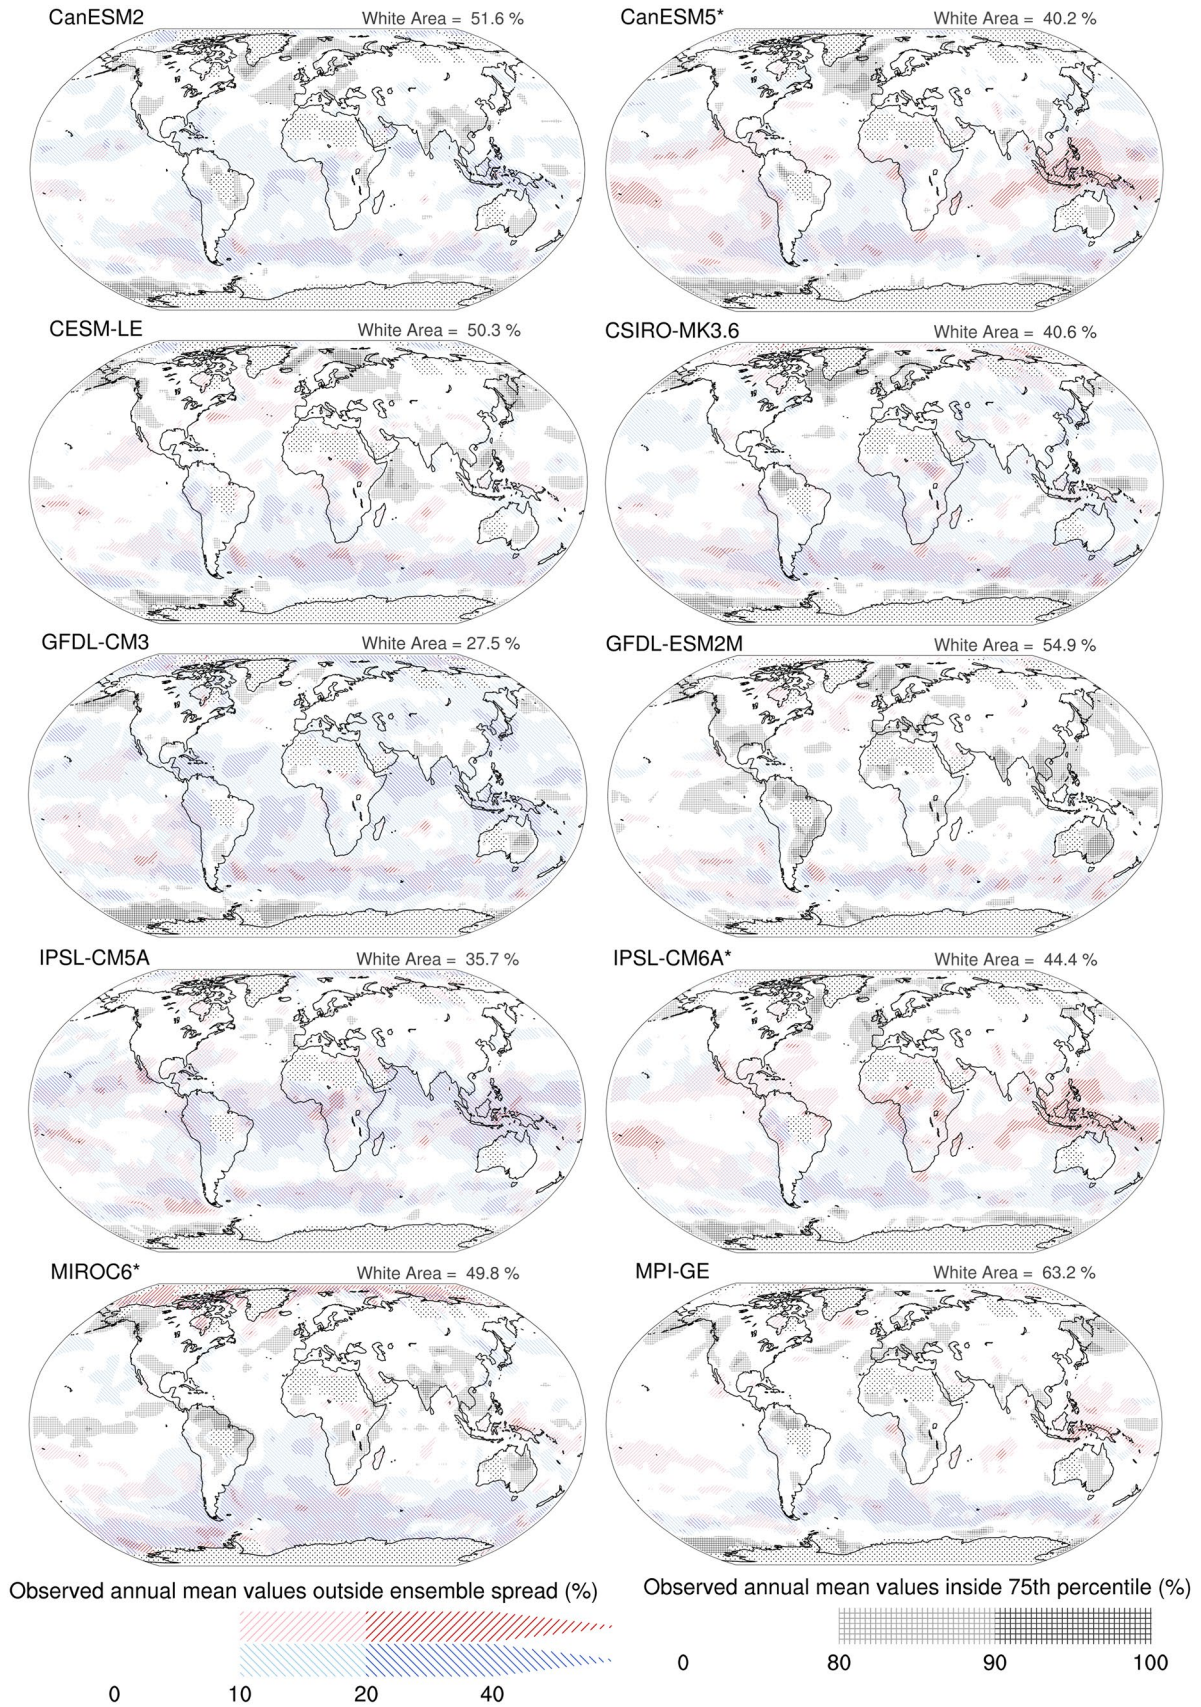 CanESM2 White Area = 51.6 %
CanESM5* White Area = 40.2 %
CESM-LE White Area = 50.3 %
CSIRO-MK3.6 White Area = 40.6 %
GFDL-CM3 White Area = 27.5 %
GFDL-ESM2M White Area = 54.9 %
IPSL-CM5A White Area = 35.7 %
IPSL-CM6A* White Area = 44.4 %
MIROC6* White Area = 49.8 %
MPI-GE White Area = 63.2 %
Observed annual mean values outside ensemble spread (%)
0 10 20 40
Observed annual mean values inside 75th percentile (%)
0 80 90 100